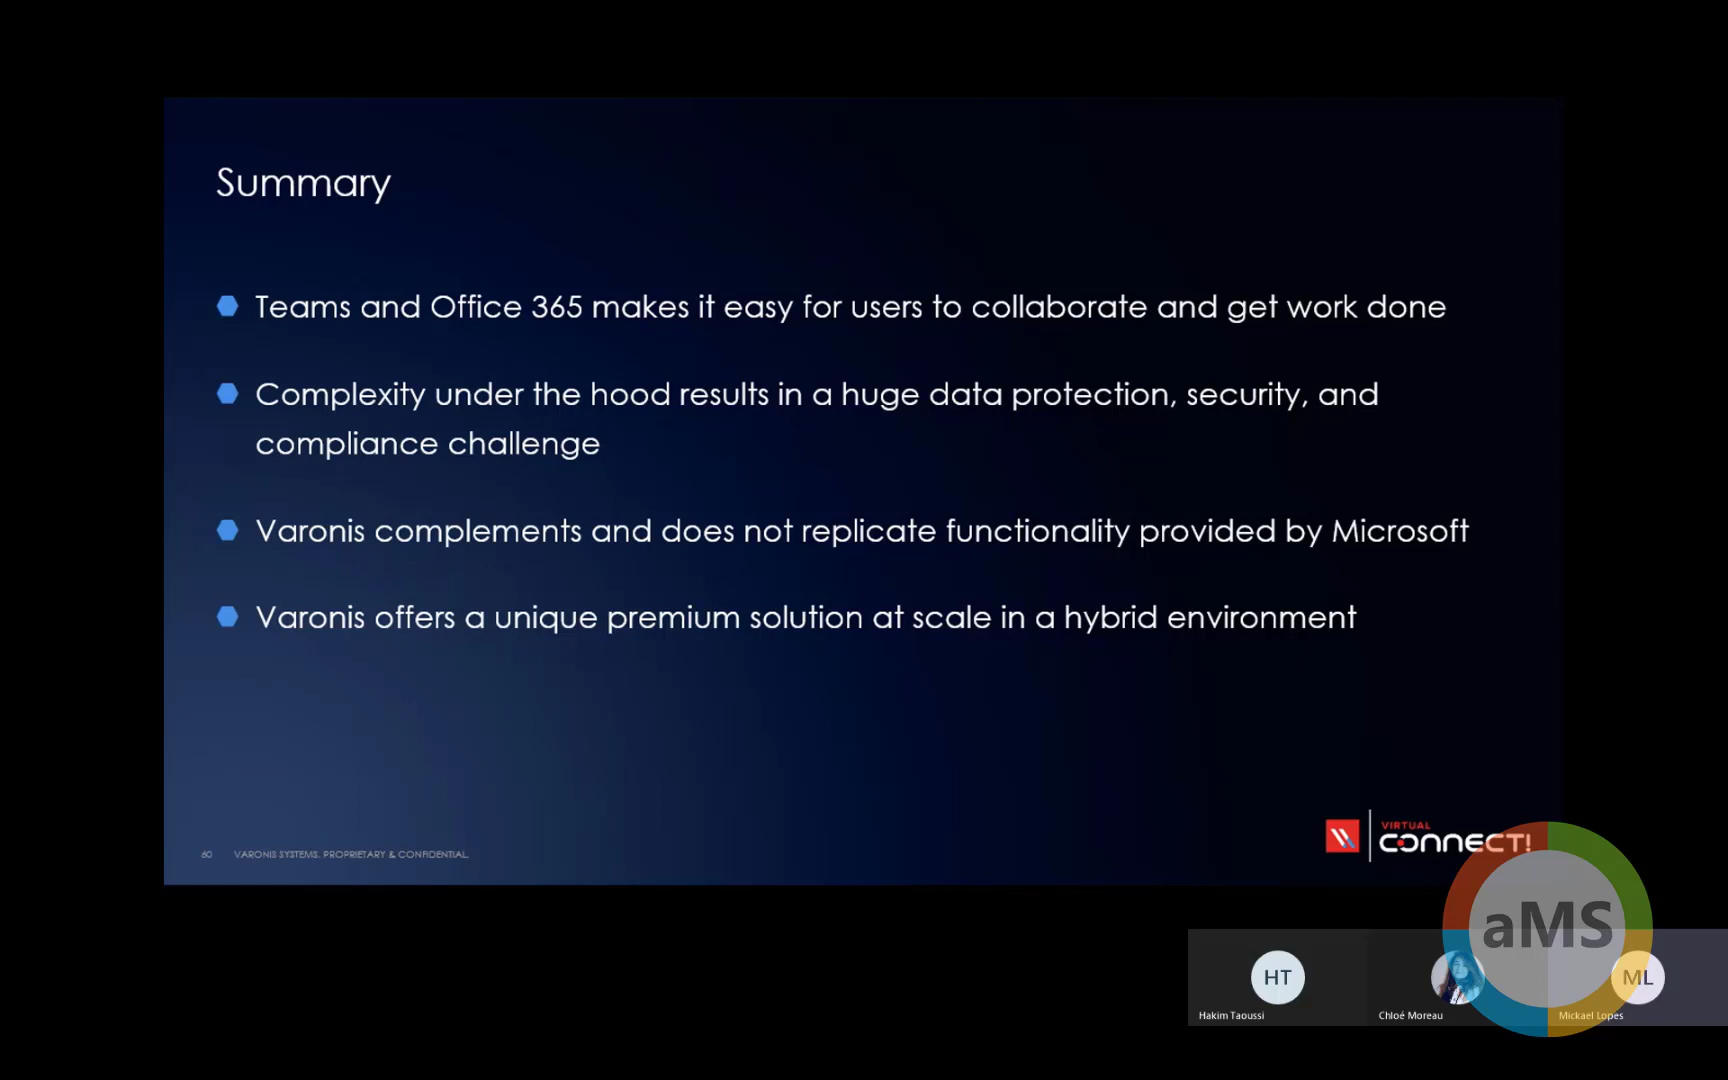 Summary
Teams and Office 365 makes it easy for users to collaborate and get work done
Complexity under the hood results in a huge data protection, security, and
compliance challenge
Varonis complements and does not replicate functionality provided by Microsoft
Varonis offers a unique premium solution at scale in a hybrid environment
60 VARONIS SYSTEMS. PROPRIETARY & CONFIDENTIAL.
VIRTUAL
CONNECT!
aMS
HT
ML
Hakim Taoussi
Chloé Moreau
Mickael Lopes